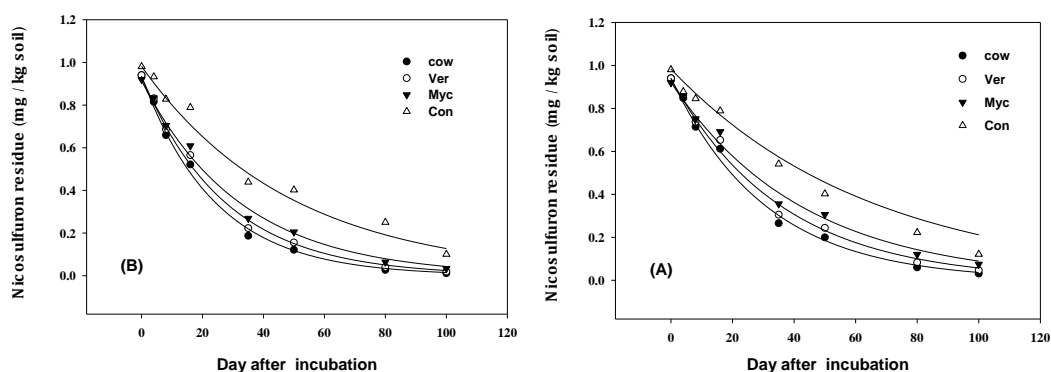 Nicosulfuron residue (mg / kg soil)
1.2
1.0
0.8
0.6
0.4
0.2
0.0
cow
Ver
Myc
Con
(B)
0 20 40 60 80 100 120
Day after incubation
Nicosulfuron residue (mg / kg soil)
1.2
1.0
0.8
0.6
0.4
0.2
0.0
cow
Ver
Myc
Con
(A)
0 20 40 60 80 100 120
Day after incubation